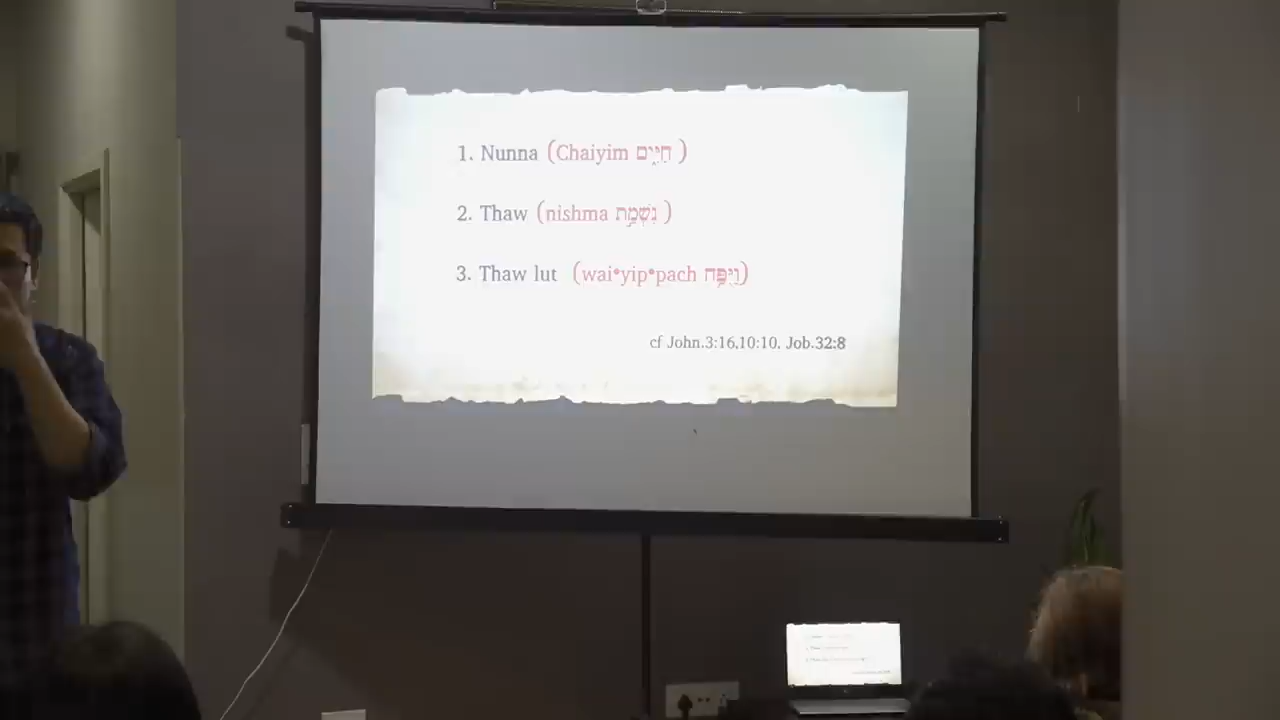 1. Nunna (Chaiyim חַיִּ֑ים )
2. Thaw (nishma נִשְׁמַ֣ת )
3. Thaw lut (wai•yip•pach וַיִּפַּ֥ח)
cf John.3:16,10:10. Job.32:8